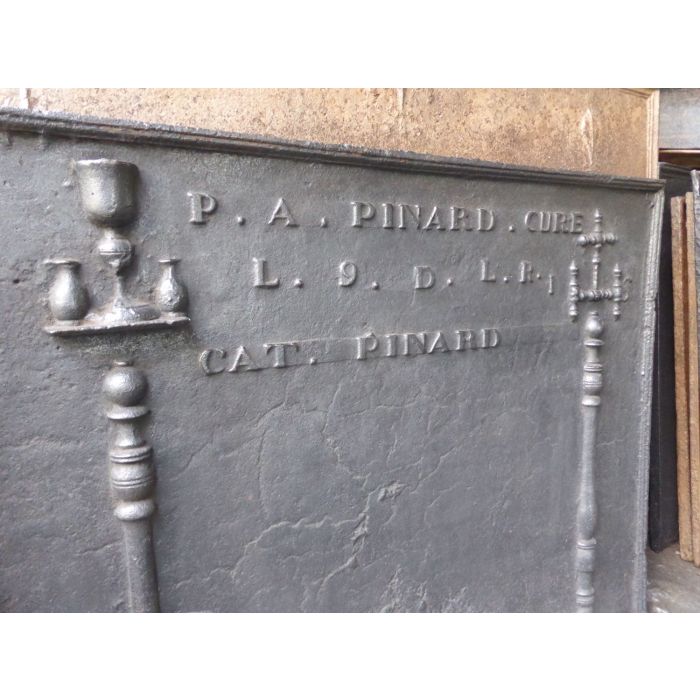 P . A . PINARD . CURE
L . 9 . D . L . R .
CAT . PINARD